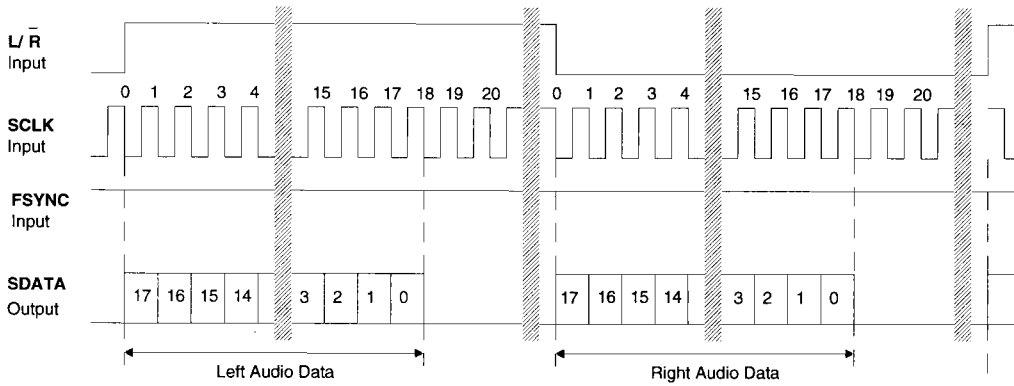 L/ R̅
Input
0 1 2 3 4 15 16 17 18 19 20 0 1 2 3 4 15 16 17 18 19 20
SCLK
Input
FSYNC
Input
SDATA
Output
17 16 15 14 3 2 1 0 17 16 15 14 3 2 1 0
Left Audio Data Right Audio Data